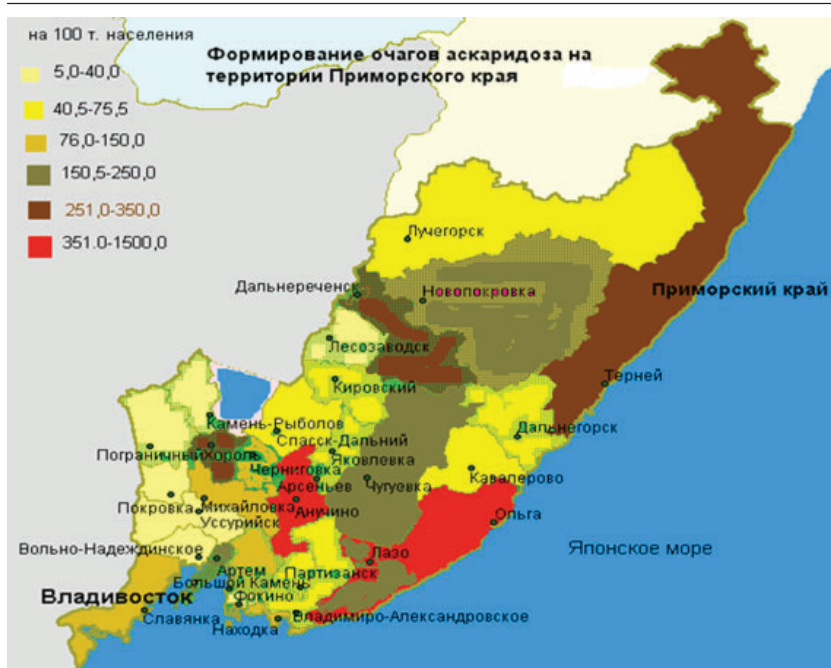 на 100 т. населения
Формирование очагов аскаридоза на
территории Приморского края
5,0-40,0
40,5-75,5
76,0-150,0
150,5-250,0
251,0-350,0
351.0-1500,0
Лучегорск
Дальнереченск
Новопокровка
Приморский край
Лесозаводск
Терней
Кировский
Камень-Рыболов
Спасск-Дальний
Дальнегорск
Пограничный
Хороль
Черниговка
Яковлевка
Арсеньев
Чугуевка
Кавалерово
Покровка
Михайловка
Анучино
Уссурийск
Ольга
Вольно-Надеждинское
Лазо
Японское море
Артем
Партизанск
Большой Камень
Владивосток
Фокино
Славянка
Владимиро-Александровское
Находка